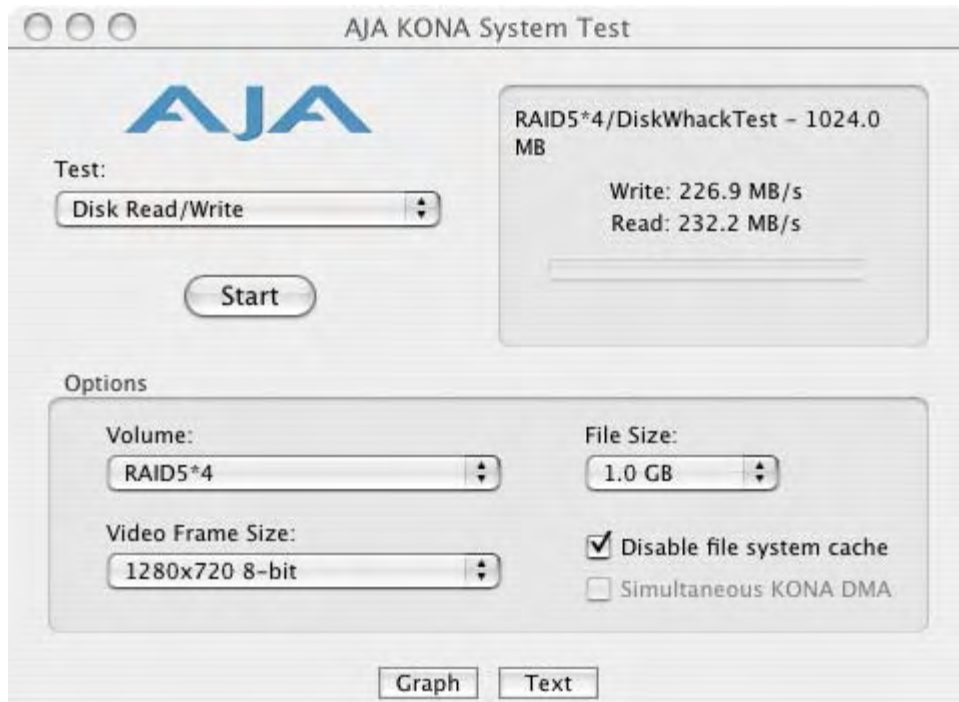 AJA KONA System Test
AJA
Test:
Disk Read/Write
Start
RAID5*4/DiskWhackTest - 1024.0
MB
Write: 226.9 MB/s
Read: 232.2 MB/s
Options
Volume:
RAID5*4
File Size:
1.0 GB
Video Frame Size:
1280x720 8-bit
Disable file system cache
Simultaneous KONA DMA
Graph
Text